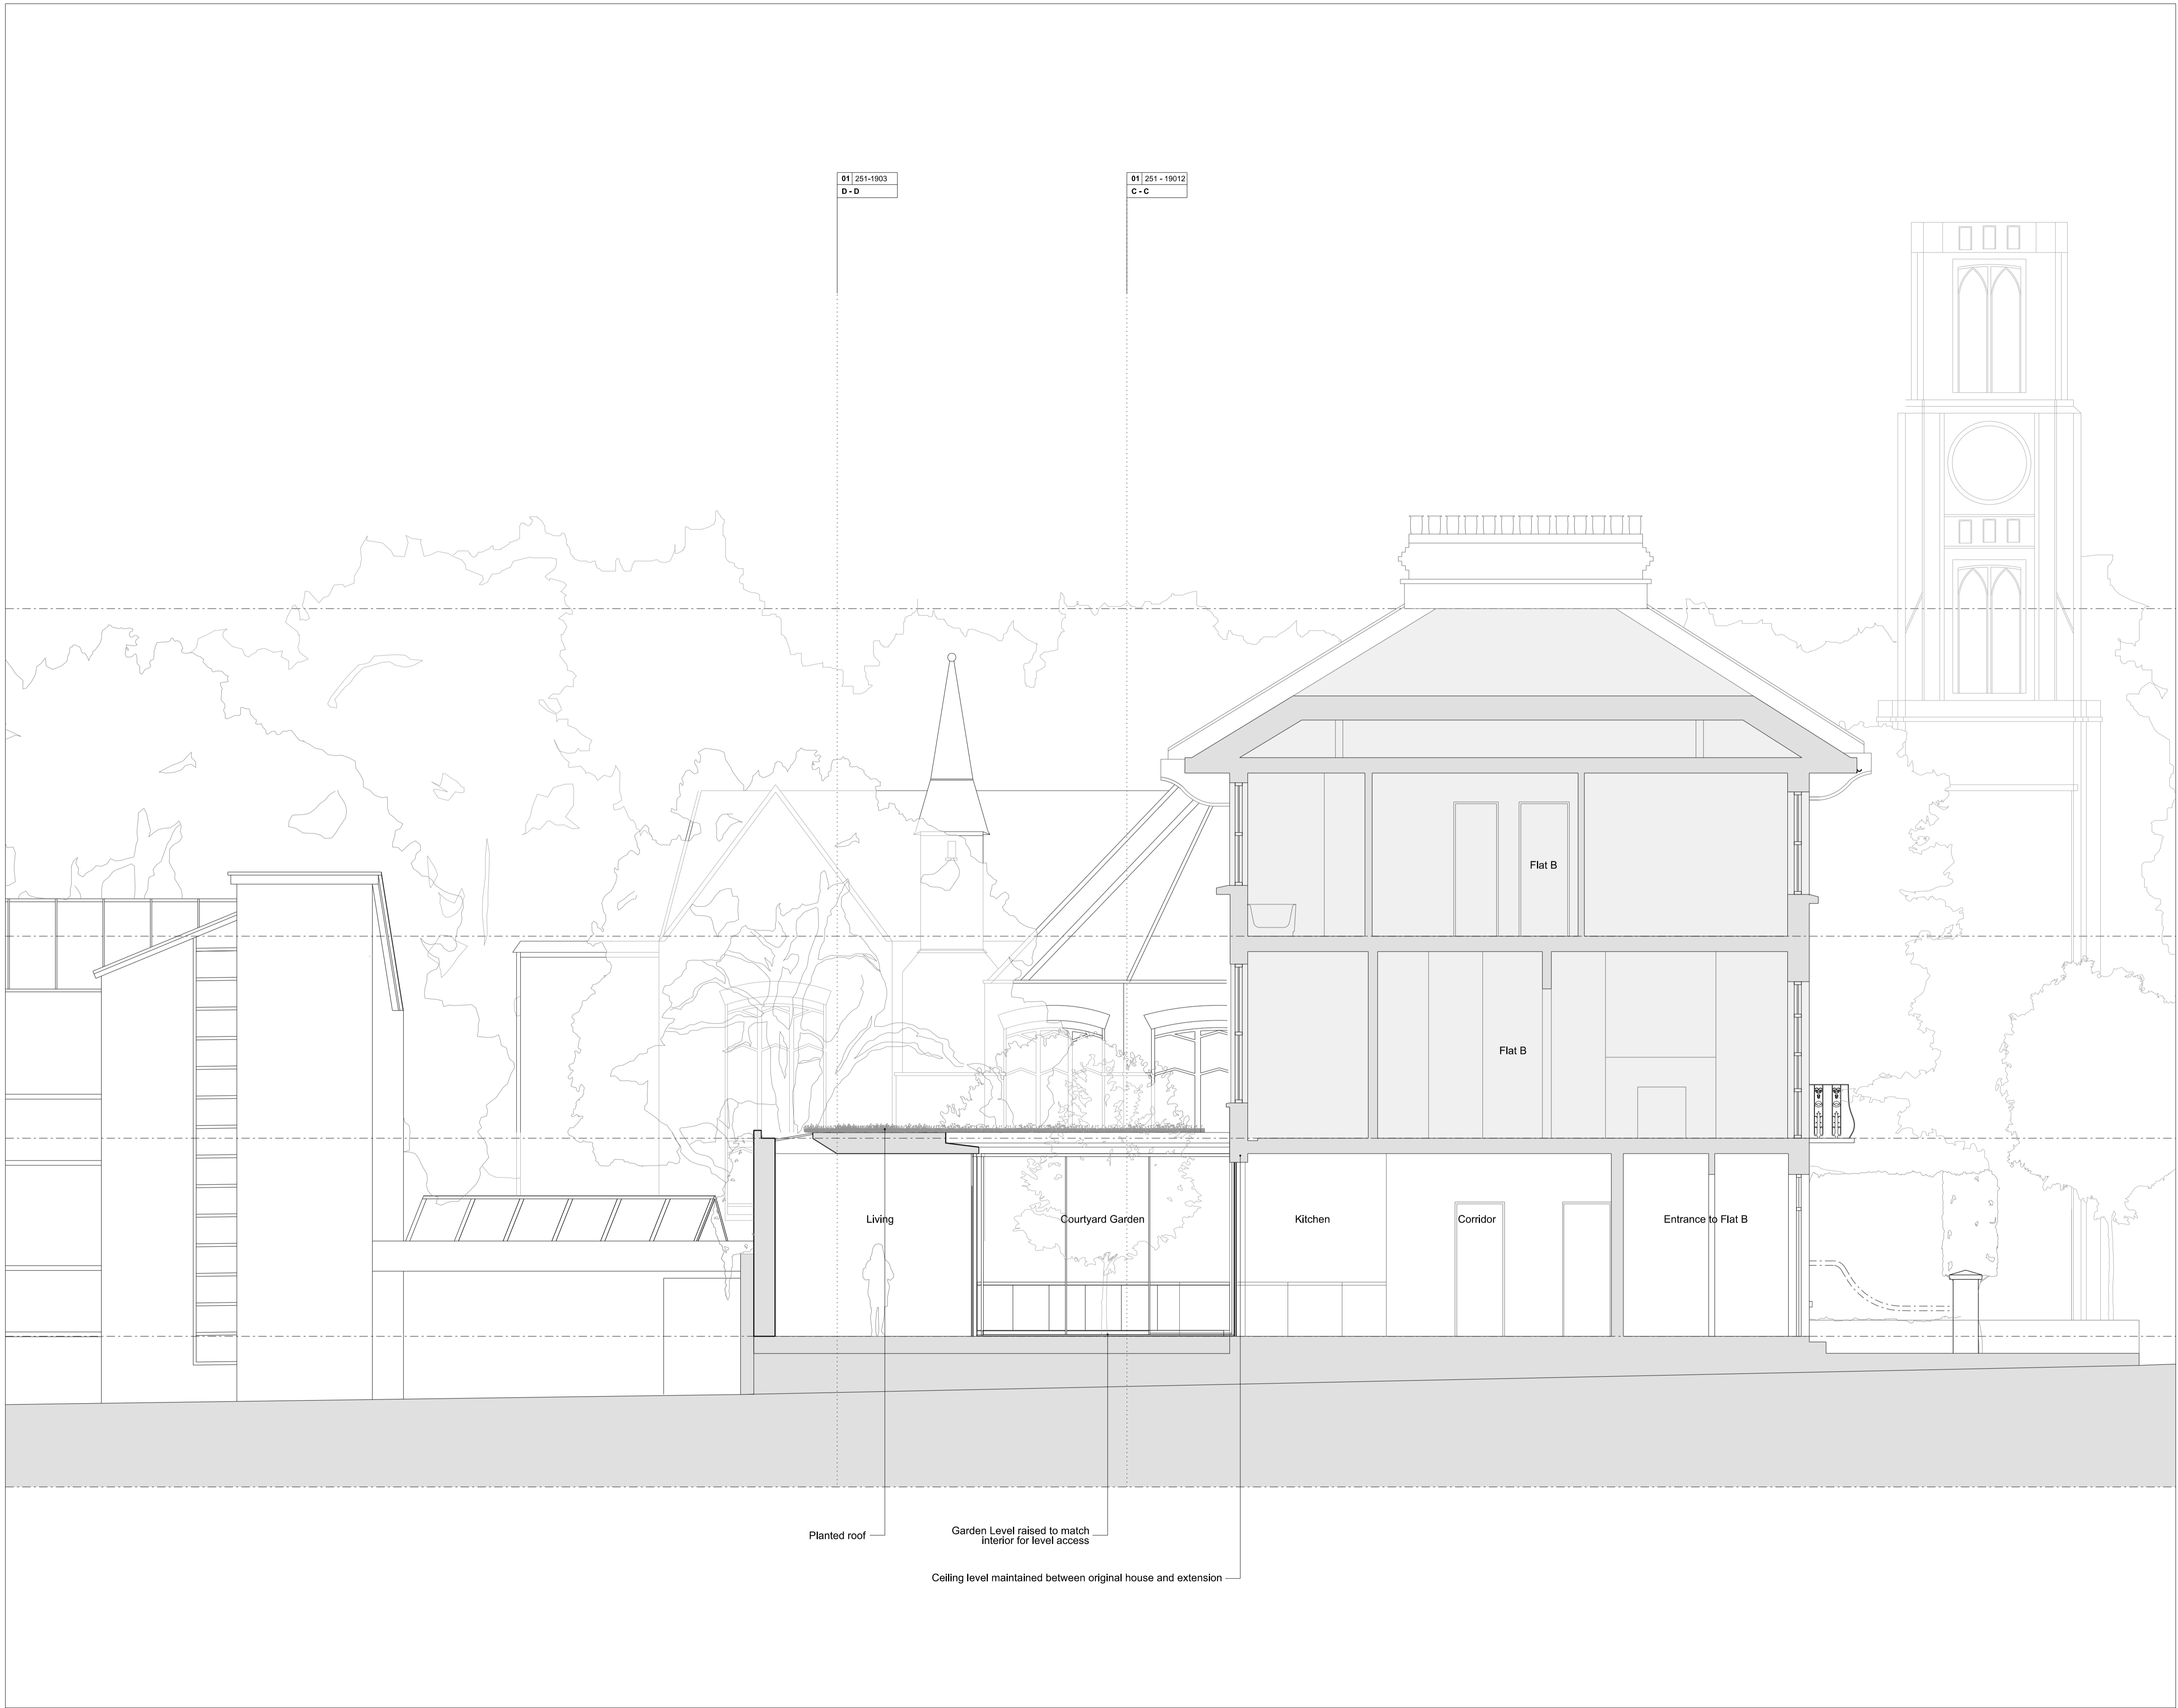 01 251-1903
D - D
01 251 - 19012
C - C
Flat B
Flat B
Living
Courtyard Garden
Kitchen
Corridor
Entrance to Flat B
Planted roof
Garden Level raised to match
interior for level access
Ceiling level maintained between original house and extension